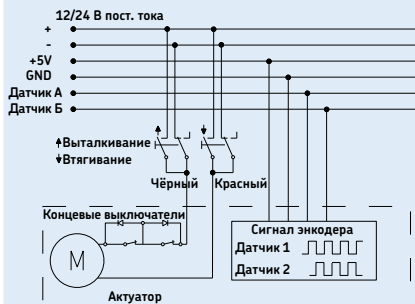 12/24 В пост. тока
+
-
+5V
GND
Датчик А
Датчик Б
Выталкивание
Втягивание
Чёрный Красный
Концевые выключатели
Сигнал энкодера
Датчик 1
Датчик 2
M
Актуатор